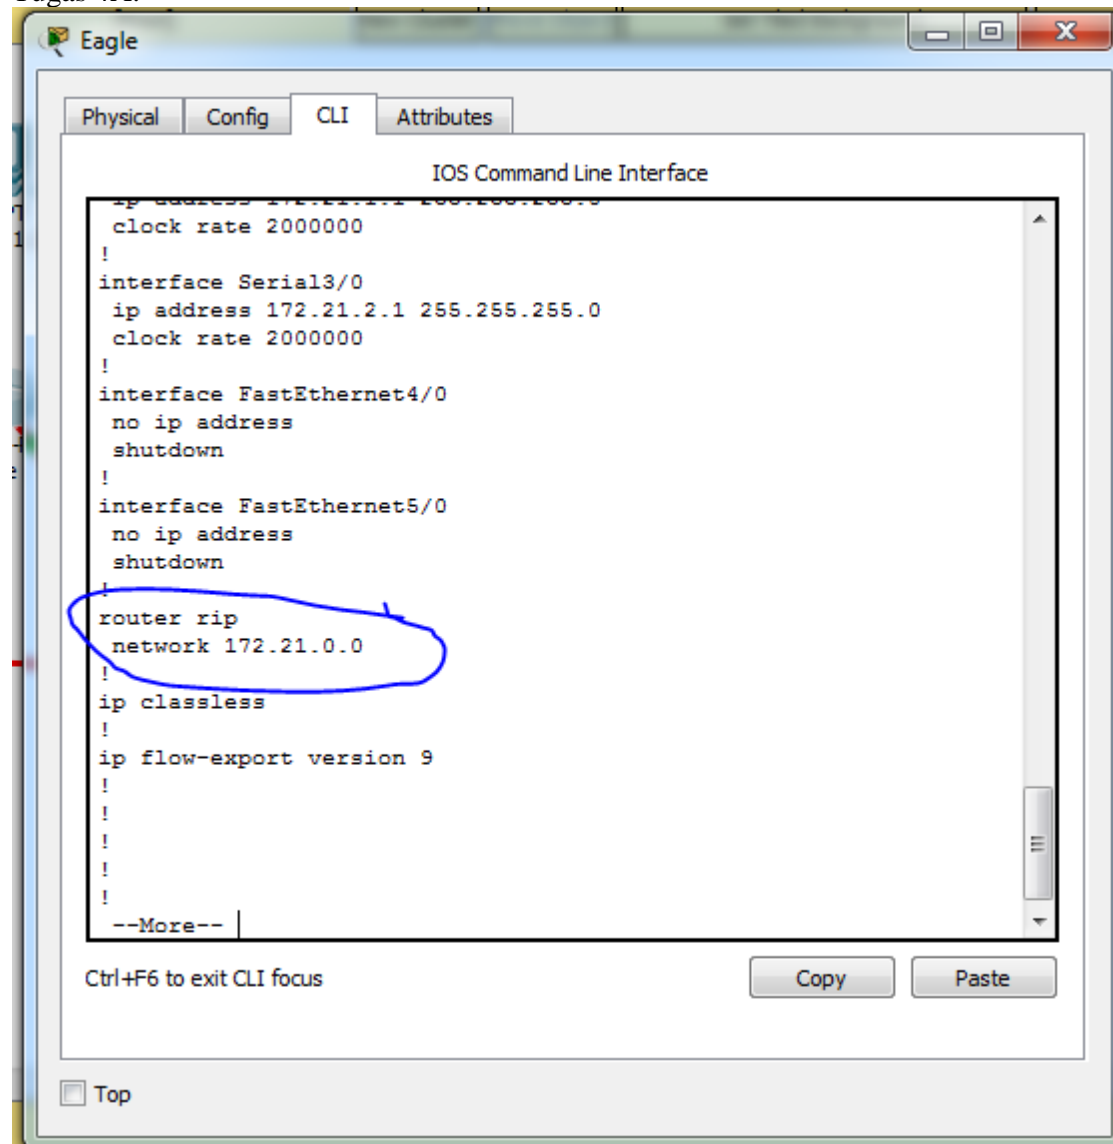 Eagle
Physical Config CLI Attributes
IOS Command Line Interface
clock rate 2000000
!
interface Serial3/0
ip address 172.21.2.1 255.255.255.0
clock rate 2000000
!
interface FastEthernet4/0
no ip address
shutdown
!
interface FastEthernet5/0
no ip address
shutdown
!
router rip
network 172.21.0.0
!
ip classless
!
ip flow-export version 9
!
!
!
!
!
--More--
Ctrl+F6 to exit CLI focus
Copy Paste
Top